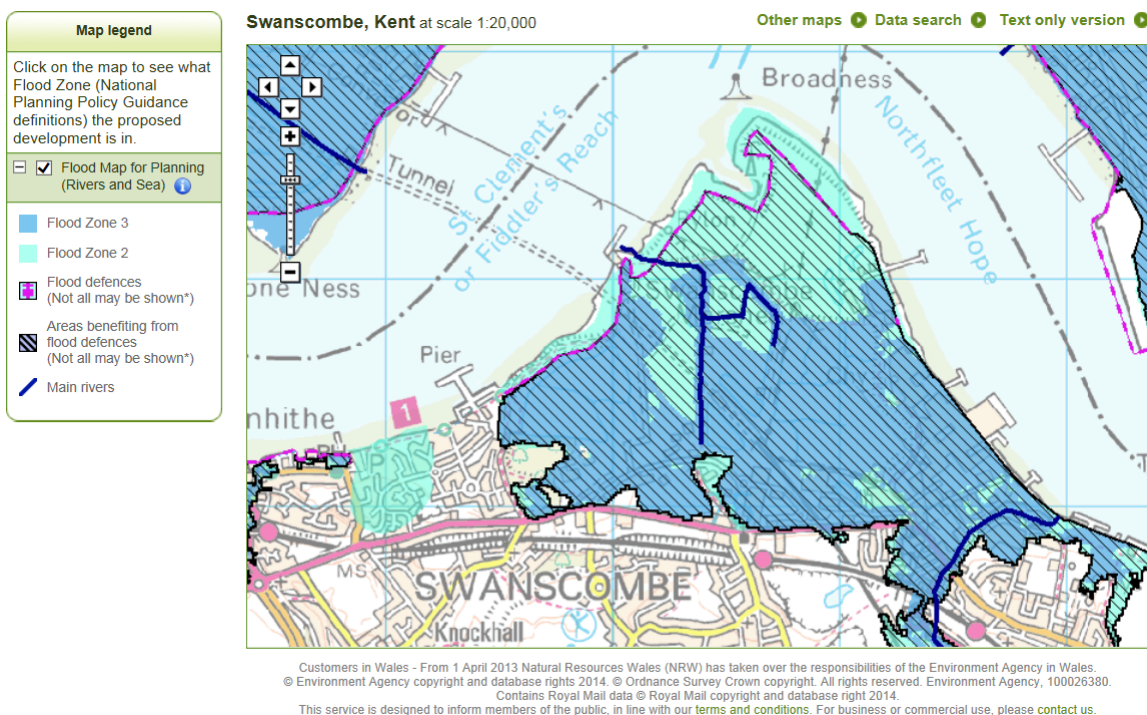 Map legend
Click on the map to see what
Flood Zone (National
Planning Policy Guidance
definitions) the proposed
development is in.
Flood Map for Planning
(Rivers and Sea)
Flood Zone 3
Flood Zone 2
Flood defences
(Not all may be shown*)
Areas benefiting from
flood defences
(Not all may be shown*)
Main rivers
Swanscombe, Kent at scale 1:20,000
Other maps
Data search
Text only version
Broadness
or
Tunnel
St Clement's
or Fiddler's Reach
Northfleet Hope
Pylon
one Ness
Swanscombe
Pier
1
nhithe
PH
MS
SWANSCOMBE
Knockhall
Customers in Wales - From 1 April 2013 Natural Resources Wales (NRW) has taken over the responsibilities of the Environment Agency in Wales.
© Environment Agency copyright and database rights 2014. © Ordnance Survey Crown copyright. All rights reserved. Environment Agency, 100026380.
Contains Royal Mail data © Royal Mail copyright and database right 2014.
This service is designed to inform members of the public, in line with our terms and conditions. For business or commercial use, please contact us.